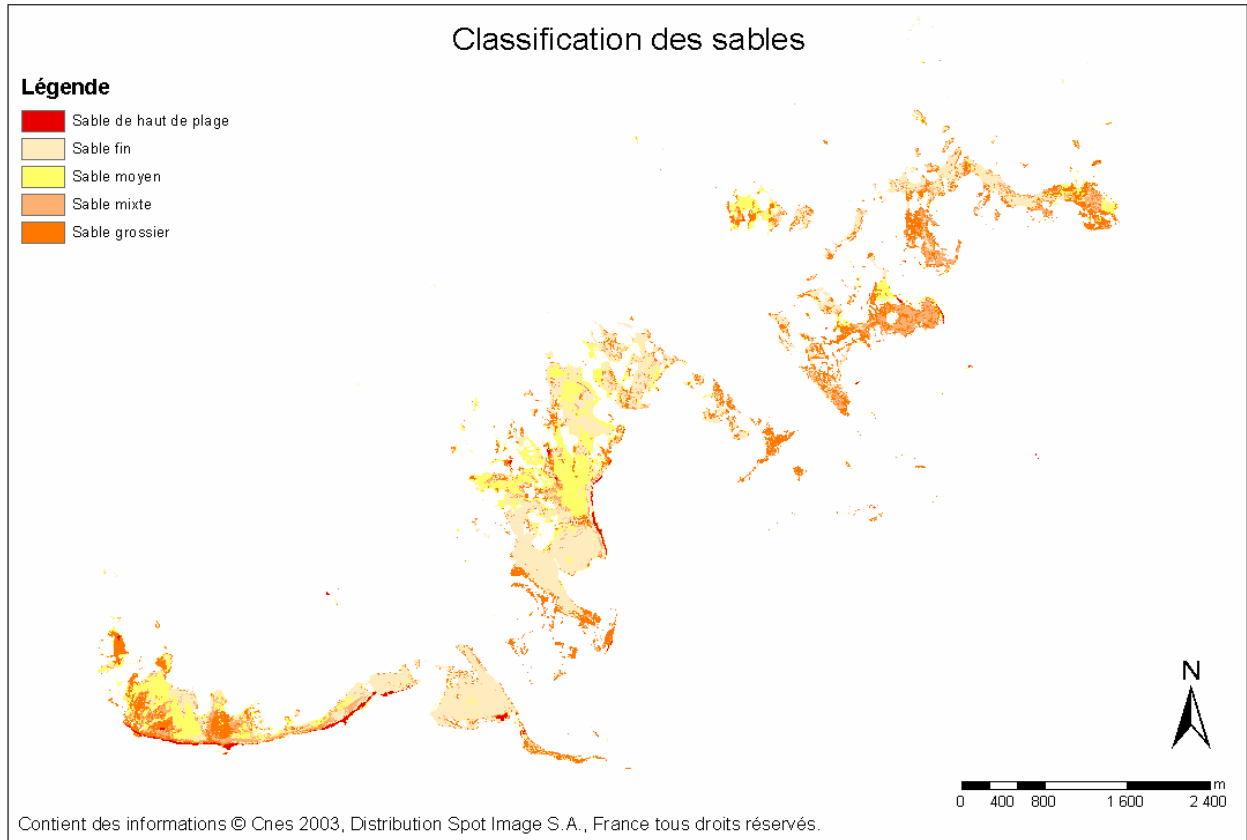 Classification des sables
Légende
Sable de haut de plage
Sable fin
Sable moyen
Sable mixte
Sable grossier
N
m
0 400 800 1 600 2 400
Contient des informations © Cnes 2003, Distribution Spot Image S.A., France tous droits réservés.